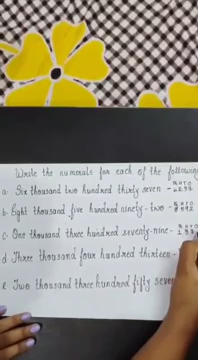 Write the numerals for each of the following
a. Six thousand two hundred thirty seven -
b. Eight thousand five hundred ninety - two -
c. One thousand three hundred seventy-nine -
d Three thousand four hundred thirteen -
e. Two thousand three hundred fifty seven